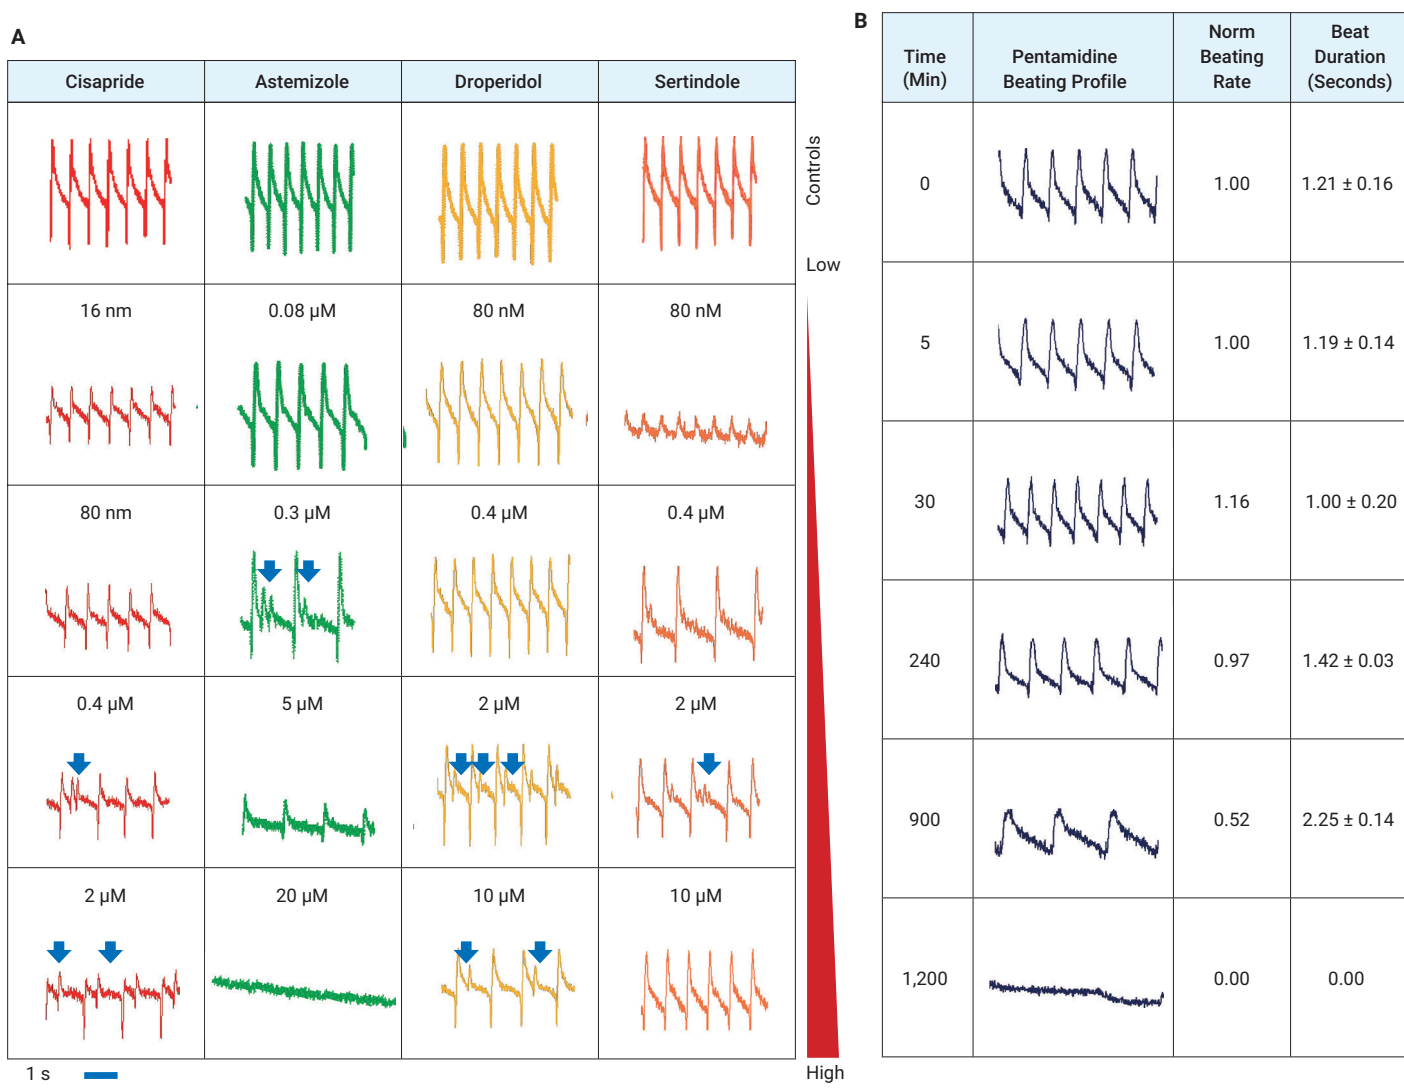 A
Cisapride Astemizole Droperidol Sertindole
Controls
Low
16 nm 0.08 µM 80 nM 80 nM
80 nm 0.3 µM 0.4 µM 0.4 µM
0.4 µM 5 µM 2 µM 2 µM
2 µM 20 µM 10 µM 10 µM
1 s
High
B
Time
(Min)
Pentamidine
Beating Profile
Norm
Beating
Rate
Beat
Duration
(Seconds)
0 1.00 1.21 ± 0.16
5 1.00 1.19 ± 0.14
30 1.16 1.00 ± 0.20
240 0.97 1.42 ± 0.03
900 0.52 2.25 ± 0.14
1,200 0.00 0.00